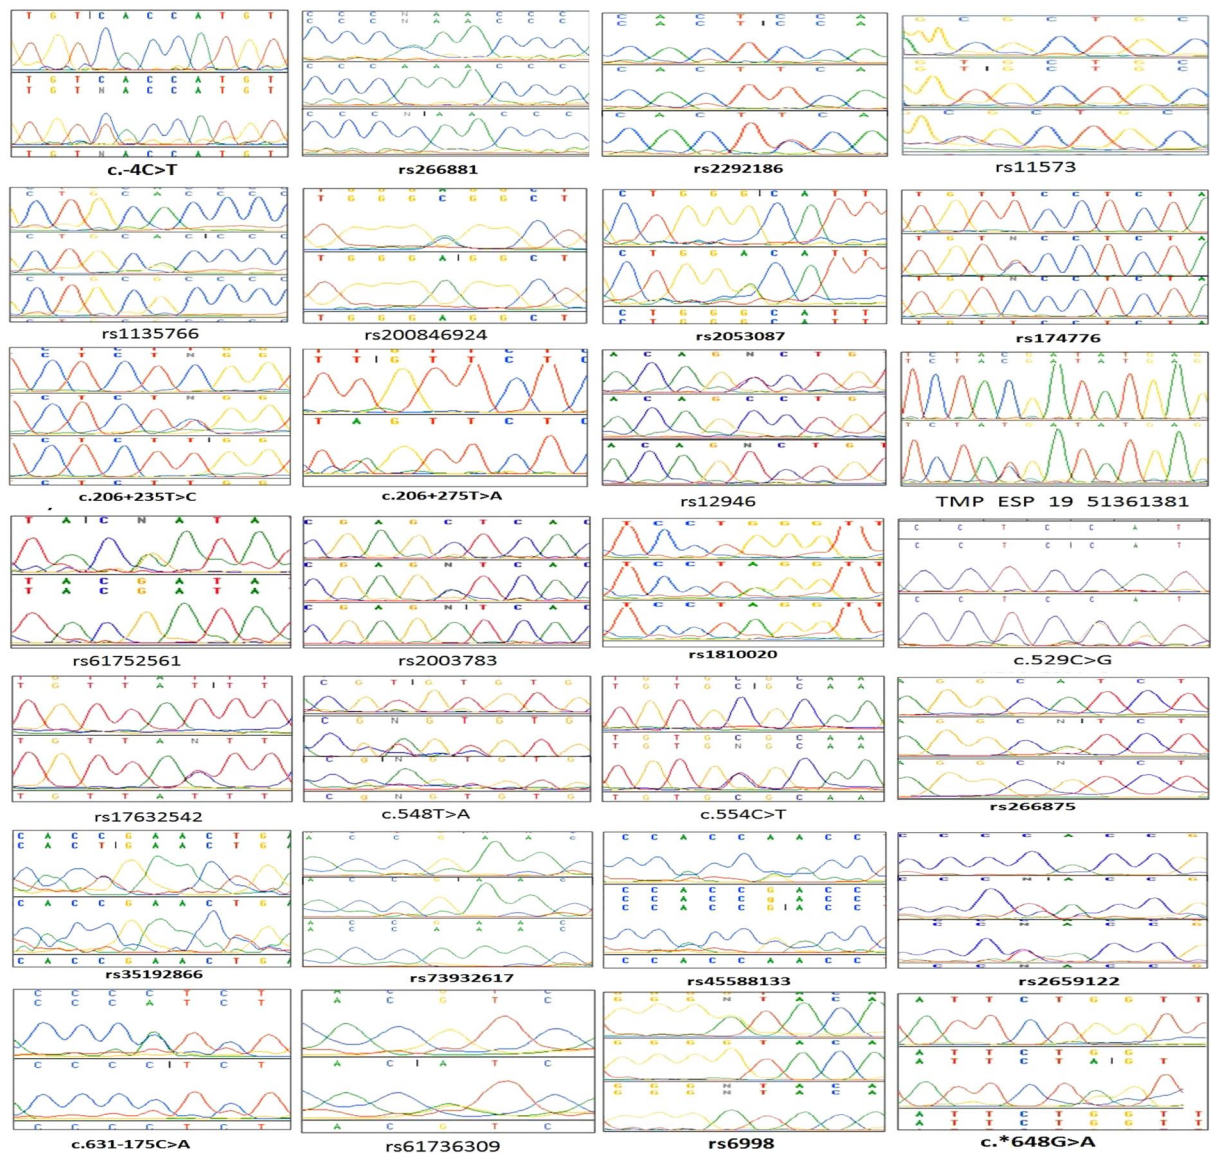 T G T C A C C A T G T
T G T C A C C A T G T
T G T N A C C A T G T
T G T N A C C A T G T
c.-4C>T
C C C N A A C C C
C C C N A A C C C
C C C A A A C C C
C C C N A A C C C
rs266881
C A C T C C A
C A C T C C A
C A C T T C A
C A C T T C A
rs2292186
G C G C T G C
G T G C T G C
G T G C T G C
G C G C T G C
rs11573
C T G C A C C C C
C T G C A C C C C
C T G C G C C C C
rs1135766
T G G G A G G C T
T G G G C G G C T
T G G G A G G C T
T G G G A G G C T
rs200846924
C T G G G C A T T
C T G G A C A T T
C T G G G C A T T
rs2053087
T G T T C C T C T A
T G T N C C T C T A
T G T N C C T C T A
rs174776
C T C T N G G
C T C T N G G
C T C T T G G
C T C T T G G
c.206+235T>C
T T G T T C T C
T T G T T C T C
T A G T T C T C
c.206+275T>A
A C A G N C T G
A C A G C C T G
A C A G N C T G T
rs12946
T C T A C G A T A T G A G
T C T A C G A T A T G A G
T C T A T G A T A T G A G
TMP ESP 19 51361381
T A C N A T A
T A C G A T A
T A C G A T A
rs61752561
C G A G C T C A C
C G A G N T C A C
C G A G N T C A C
rs2003783
T C C T G G G T T
T C C T A G G T T
T C C T A G G T T
rs1810020
C C T C C A T
C C T C C A T
C C T C C A T
c.529C>G
T G T T A T T T
T G T T A T T T
T G T T A N T T
T G T T A T T T
rs17632542
C G T G T G T G
C G N G T G T G
C g N G T G T G
C g N G T G T G
c.548T>A
T G T G C G C A A
T G T G C G C A A
T G T G C G C A A
T G T G N G C A A
T G T G C G C A A
c.554C>T
A G G C A T C T
A G G C N T C T
A G G C N T C T
rs266875
C A C C G A A C T G A
C A C T G A A C T G A
C A C C G A A C T G A
C A C C G A A C T G A
rs35192866
A C C G A A C
A C C G A A C
A C C G A A C
A C C A A A C
rs73932617
C C A C C A A C C
C C A C C G A C C
C C A C C g A C C
C C A C C G A C C
C C A C C A A C C
rs45588133
C C C C A C C G
C C C N A C C G
C C N A C C G
C C N A C C G
rs2659122
C C C C T C T
C C C A T C T
C C C C T C T
C C C C T C T
c.631-175C>A
A C G T C
A C G T C
A C A T C
A C G T C
rs61736309
G G G N T A C A
G G G N T A C A
G G G G T A C A
G G G G T A C A
G G G N T A C A
rs6998
A T T C T G G T T
A T T C T G G
A T T C T A G T
A T T C T G G T T
c.*648G>A